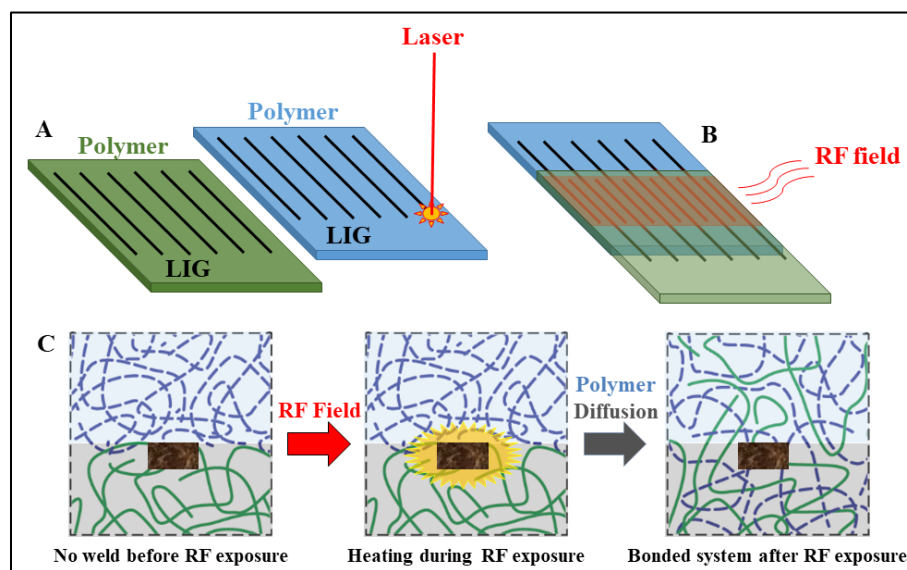 Laser
A
Polymer
Polymer
LIG
LIG
B
RF field
C
RF Field
Polymer
Diffusion
No weld before RF exposure
Heating during RF exposure
Bonded system after RF exposure